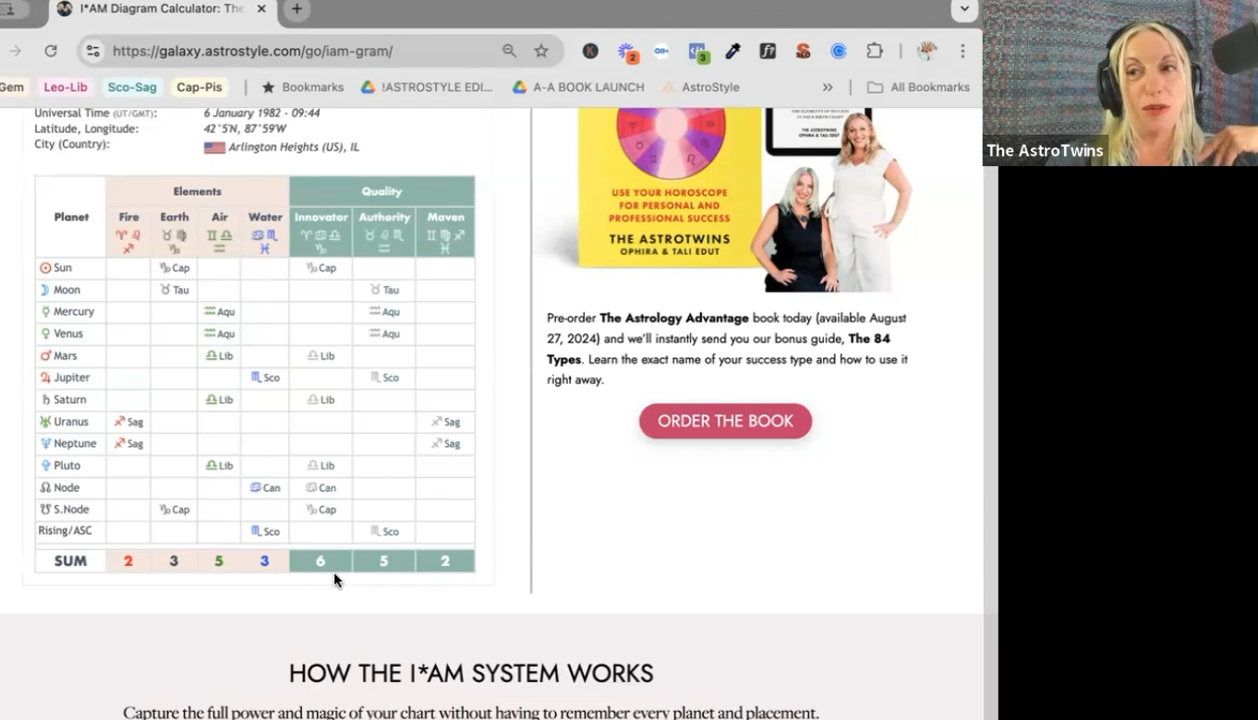 I*AM Diagram Calculator: The
https://galaxy.astrostyle.com/go/iam-gram/
2
3
Gem
Leo-Lib
Sco-Sag
Cap-Pis
Bookmarks
!ASTROSTYLE EDI...
A-A BOOK LAUNCH
AstroStyle
»
All Bookmarks
The AstroTwins
Universal Time (UT/GMT): 6 January 1982 - 09:44
Latitude, Longitude: 42°5'N, 87°59'W
City (Country): Arlington Heights (US), IL
Elements Quality
Planet Fire Earth Air Water Innovator Authority Maven
♈ ♌ ♉ ♍ ♊ ♎ ♋ ♏ ♈ ♋ ♎ ♉ ♌ ♏ ♊ ♍ ♐
♐ ♑ ♒ ♓ ♑ ♒ ♓
☉ Sun ♑ Cap ♑ Cap
☽ Moon ♉ Tau ♉ Tau
☿ Mercury ♒ Aqu ♒ Aqu
♀ Venus ♒ Aqu ♒ Aqu
♂ Mars ♎ Lib ♎ Lib
♃ Jupiter ♏ Sco ♏ Sco
♄ Saturn ♎ Lib ♎ Lib
♅ Uranus ♐ Sag ♐ Sag
♆ Neptune ♐ Sag ♐ Sag
Pluto ♎ Lib ♎ Lib
☊ Node ♋ Can ♋ Can
☋ S.Node ♑ Cap ♑ Cap
Rising/ASC ♏ Sco ♏ Sco
SUM 2 3 5 3 6 5 2
USE YOUR HOROSCOPE
FOR PERSONAL AND
PROFESSIONAL SUCCESS
THE ASTROTWINS
OPHIRA & TALI EDUT
THE ASTROTWINS
OPHIRA & TALI EDUT
Pre-order The Astrology Advantage book today (available August
27, 2024) and we'll instantly send you our bonus guide, The 84
Types. Learn the exact name of your success type and how to use it
right away.
ORDER THE BOOK
HOW THE I*AM SYSTEM WORKS
Capture the full power and magic of your chart without having to remember every planet and placement.